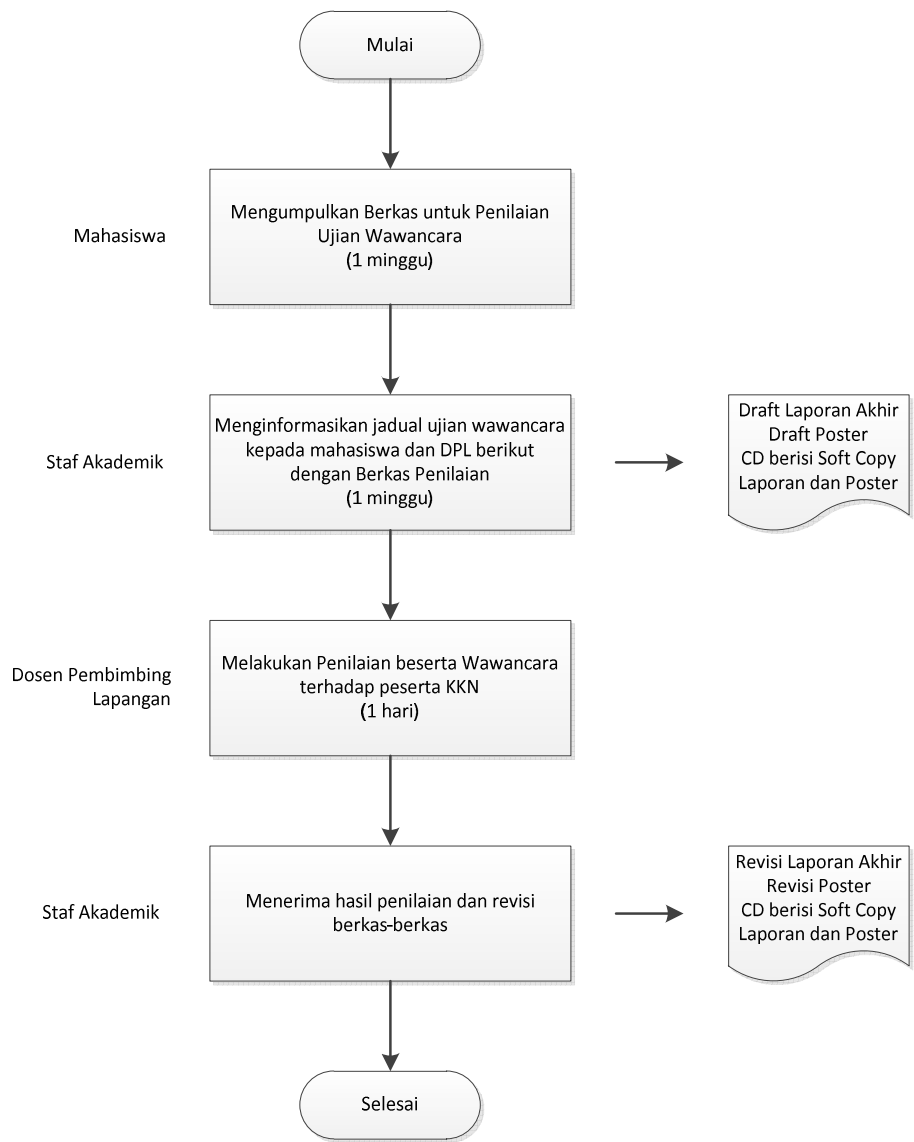 Mulai
Mahasiswa
Mengumpulkan Berkas untuk Penilaian
Ujian Wawancara
(1 minggu)
Staf Akademik
Menginformasikan jadual ujian wawancara
kepada mahasiswa dan DPL berikut
dengan Berkas Penilaian
(1 minggu)
Draft Laporan Akhir
Draft Poster
CD berisi Soft Copy
Laporan dan Poster
Dosen Pembimbing
Lapangan
Melakukan Penilaian beserta Wawancara
terhadap peserta KKN
(1 hari)
Staf Akademik
Menerima hasil penilaian dan revisi
berkas-berkas
Revisi Laporan Akhir
Revisi Poster
CD berisi Soft Copy
Laporan dan Poster
Selesai